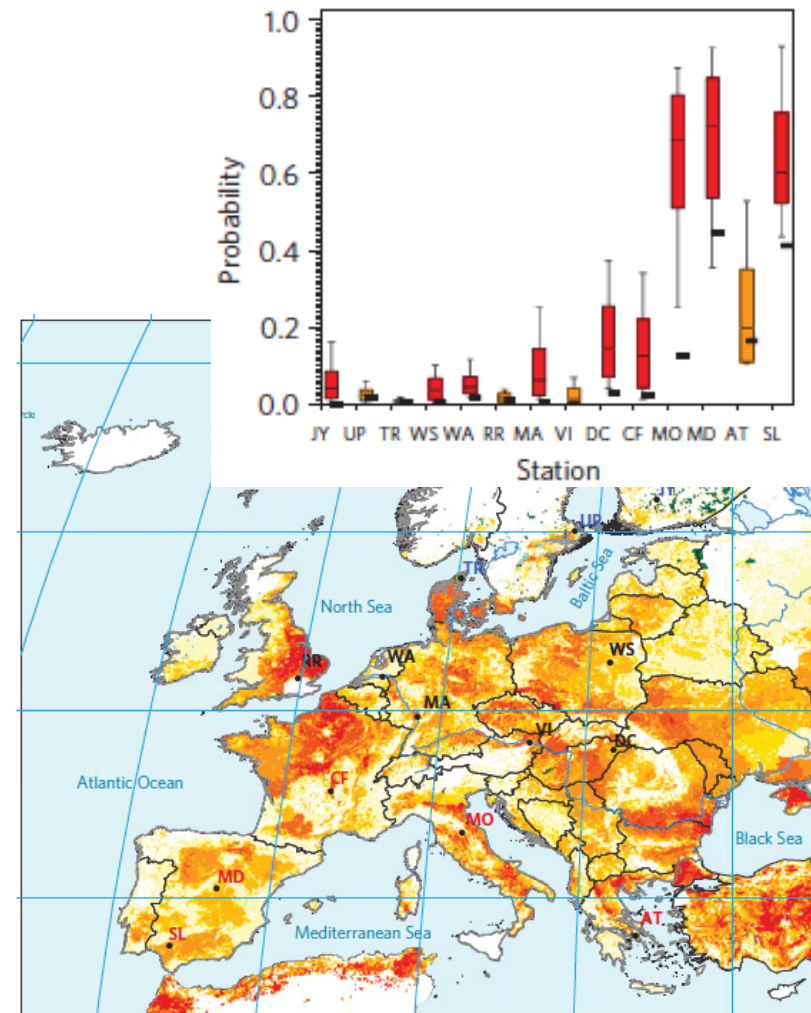 1.0
0.8
0.6
0.4
0.2
0.0
Probability
JY UP TR WS WA RR MA VI DC CF MO MD AT SL
Station
UP
TR
Baltic Sea
North Sea
WA
WS
RR
MA
VI
DC
Atlantic Ocean
CF
MO
Black Sea
MD
AT
SL
Mediterranean Sea